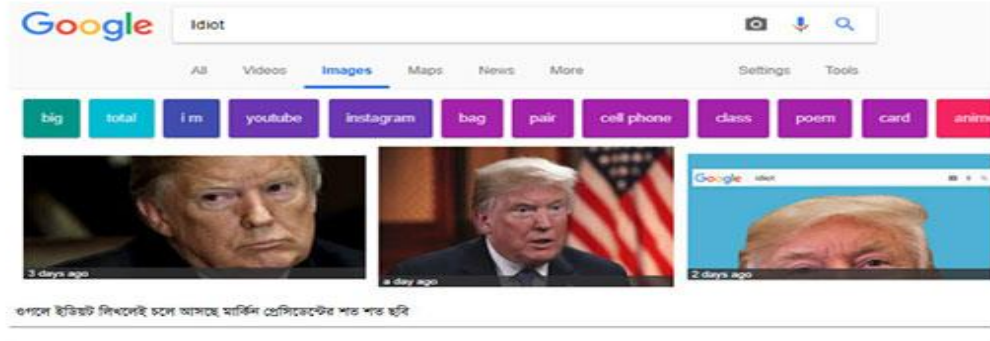 Google Idiot
All Videos Images Maps News More Settings Tools
big total i m youtube instagram bag pair cell phone class poem card anime
Google idiot
3 days ago a day ago 2 days ago
গুগলে ইডিয়ট লিখলেই চলে আসছে মার্কিন প্রেসিডেন্টের শত শত ছবি